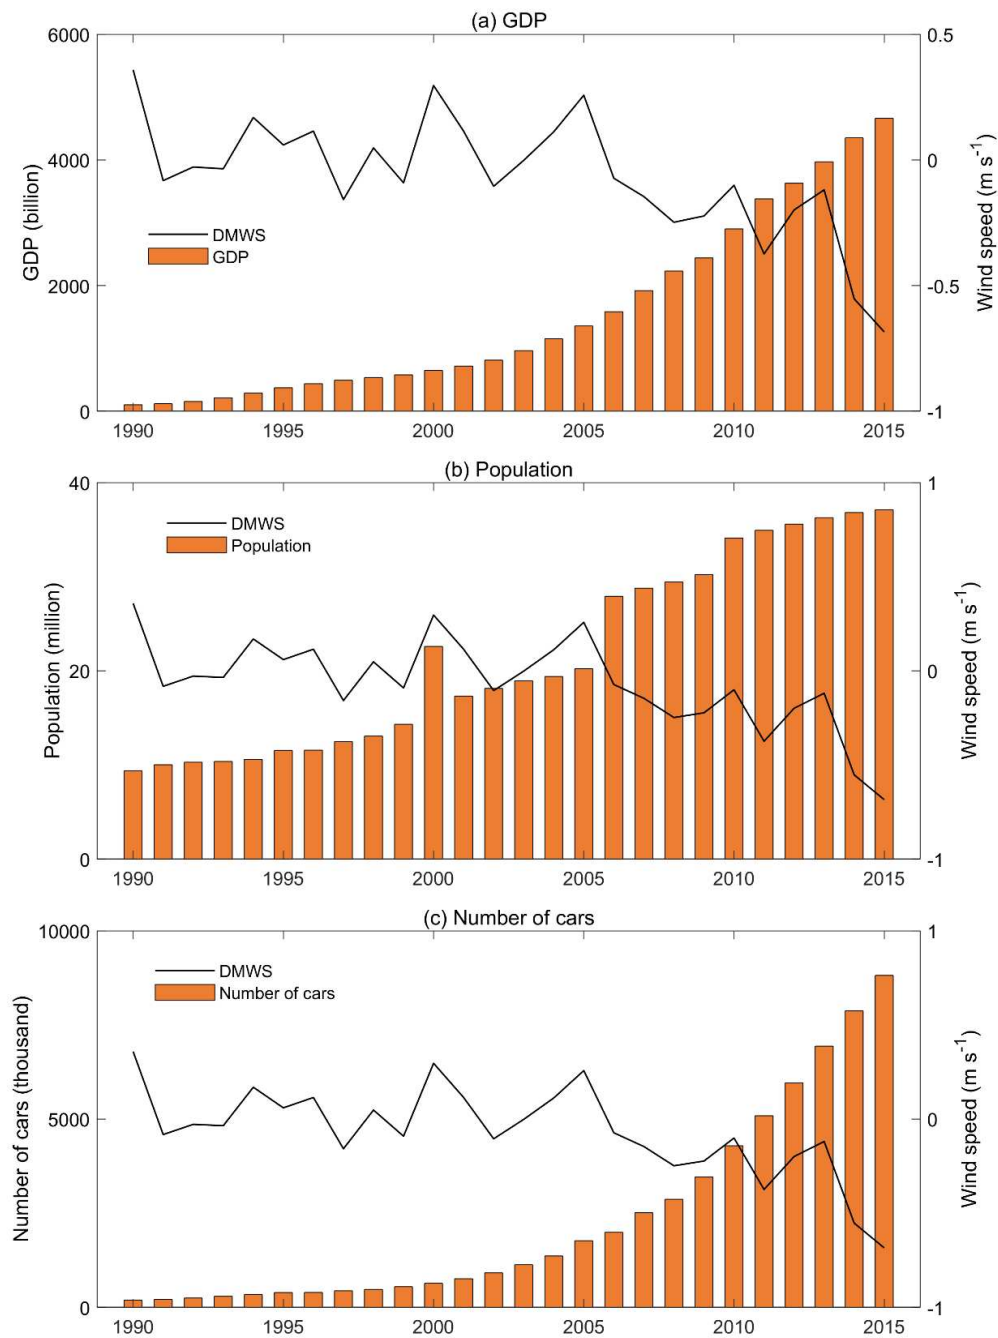 (a) GDP
6000
4000
2000
0
GDP (billion)
DMWS
GDP
0.5
0
-0.5
-1
Wind speed (m s⁻¹)
1990 1995 2000 2005 2010 2015
(b) Population
40
20
0
Population (million)
DMWS
Population
1
0
-1
Wind speed (m s⁻¹)
1990 1995 2000 2005 2010 2015
(c) Number of cars
10000
5000
0
Number of cars (thousand)
DMWS
Number of cars
1
0
-1
Wind speed (m s⁻¹)
1990 1995 2000 2005 2010 2015